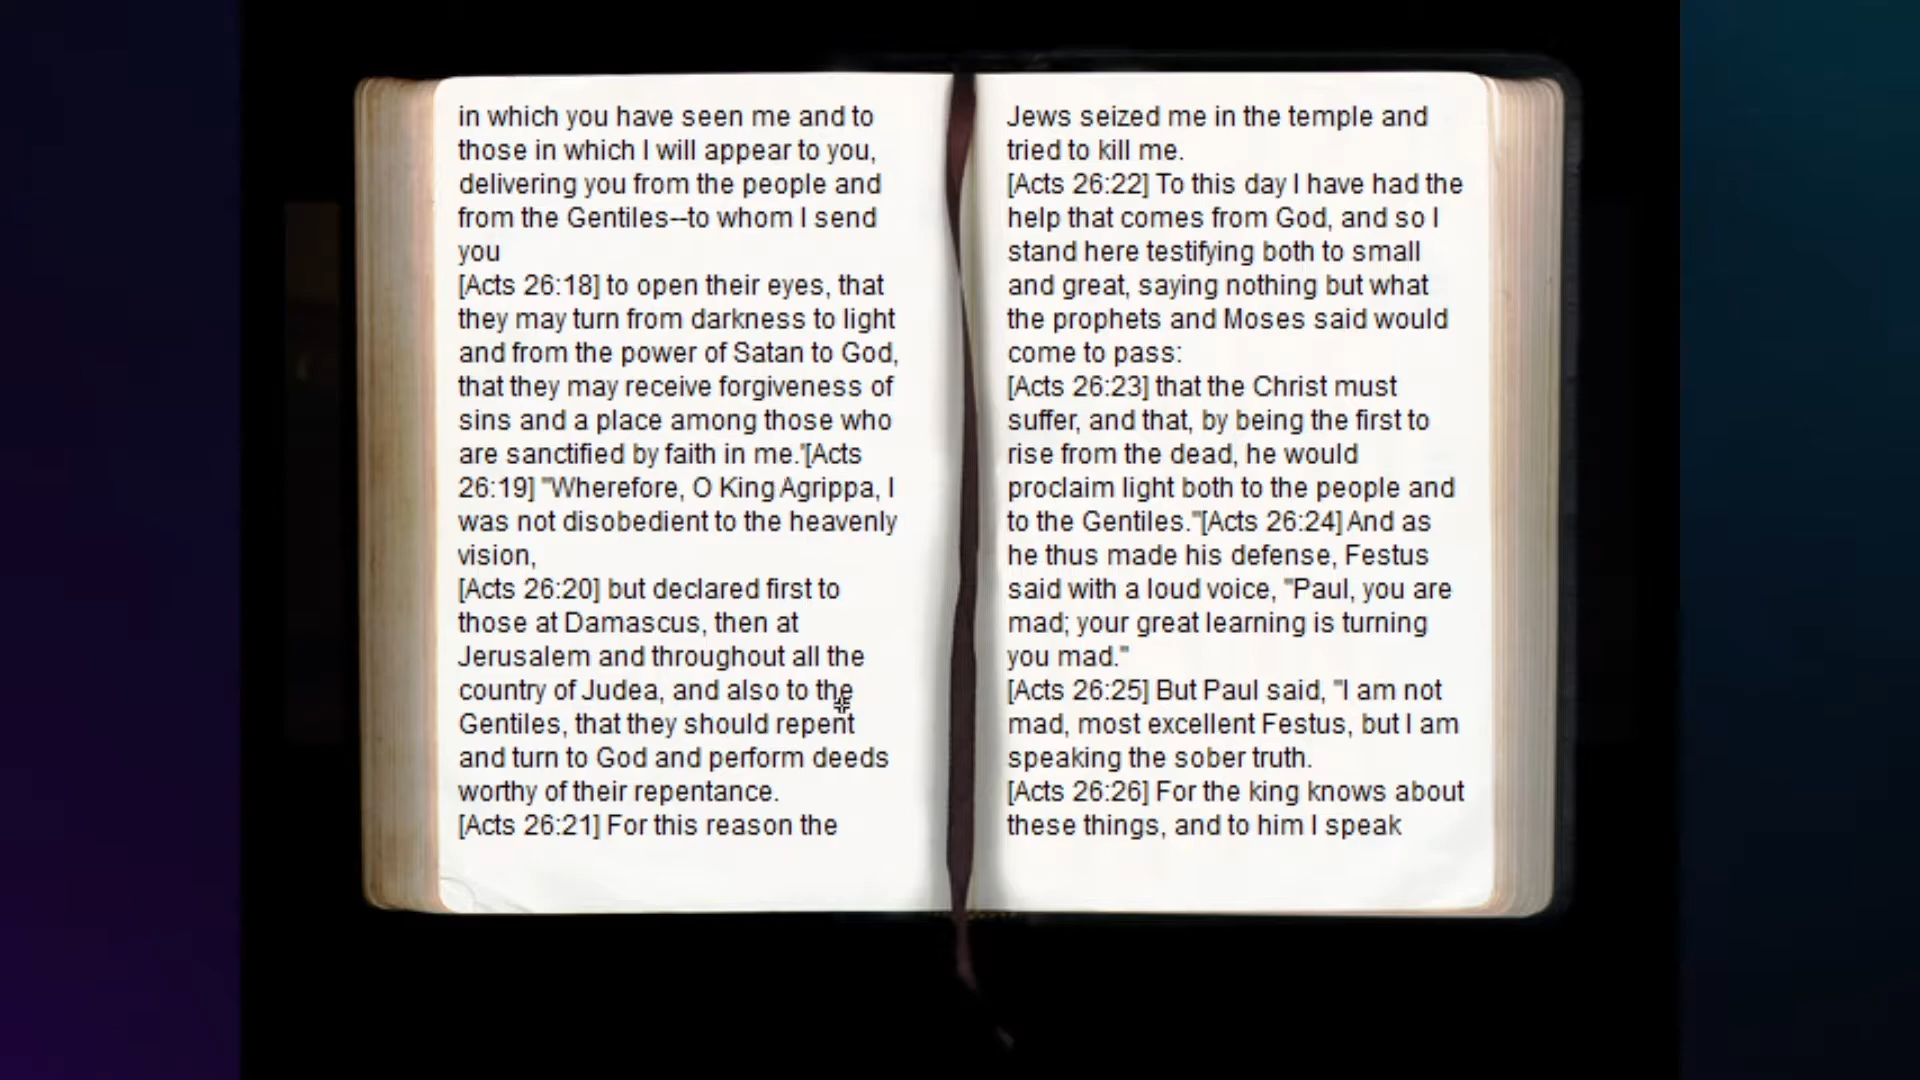 in which you have seen me and to
those in which I will appear to you,
delivering you from the people and
from the Gentiles--to whom I send
you
[Acts 26:18] to open their eyes, that
they may turn from darkness to light
and from the power of Satan to God,
that they may receive forgiveness of
sins and a place among those who
are sanctified by faith in me.'[Acts
26:19] "Wherefore, O King Agrippa, I
was not disobedient to the heavenly
vision,
[Acts 26:20] but declared first to
those at Damascus, then at
Jerusalem and throughout all the
country of Judea, and also to the
Gentiles, that they should repent
and turn to God and perform deeds
worthy of their repentance.
[Acts 26:21] For this reason the
Jews seized me in the temple and
tried to kill me.
[Acts 26:22] To this day I have had the
help that comes from God, and so I
stand here testifying both to small
and great, saying nothing but what
the prophets and Moses said would
come to pass:
[Acts 26:23] that the Christ must
suffer, and that, by being the first to
rise from the dead, he would
proclaim light both to the people and
to the Gentiles."[Acts 26:24] And as
he thus made his defense, Festus
said with a loud voice, "Paul, you are
mad; your great learning is turning
you mad."
[Acts 26:25] But Paul said, "I am not
mad, most excellent Festus, but I am
speaking the sober truth.
[Acts 26:26] For the king knows about
these things, and to him I speak